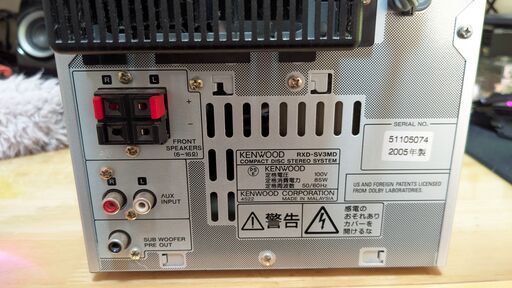 R L
+
-
FRONT
SPEAKERS
(6-16Ω)
R L
AUX
INPUT
SUB WOOFER
PRE OUT
KENWOOD RXD-SV3MD
COMPACT DISC STEREO SYSTEM
KENWOOD
定格電圧 100V
定格消費電力 85W
定格周波数 50/60Hz
KENWOOD CORPORATION
4622 MADE IN MALAYSIA
警告
感電の
おそれあり
カバーを
開けるな
SERIAL NO.
51105074
2005年製
US AND FOREIGN PATENTS LICENSED
FROM DOLBY LABORATORIES.